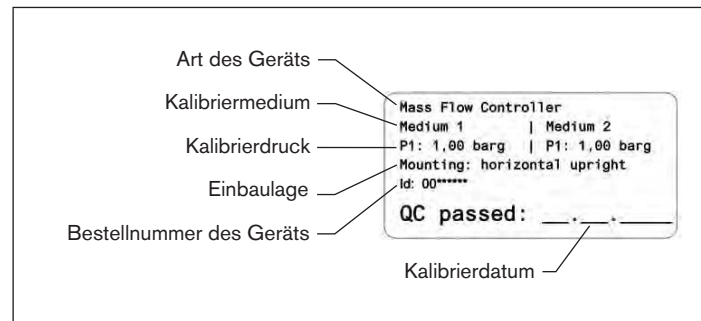 Art des Geräts
Kalibriermedium
Kalibrierdruck
Einbaulage
Bestellnummer des Geräts
Mass Flow Controller
Medium 1 | Medium 2
P1: 1,00 barg | P1: 1,00 barg
Mounting: horizontal upright
Id: 00******
QC passed: __.__.____
Kalibrierdatum